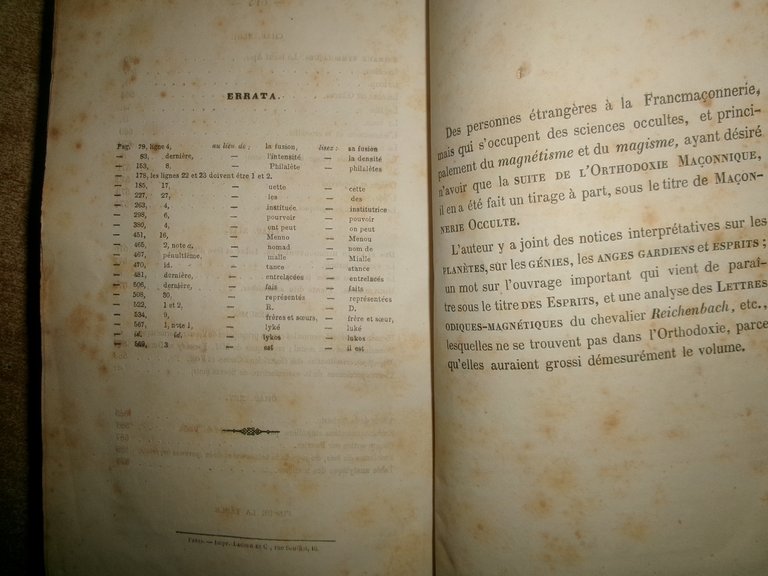 ERRATA.
Pag. 79, ligne 4, au lieu de : la fusion, lisez : sa fusion
— 83, dernière, — l'intensité — la densité
— 153, 8, — Philalète — philalètes
— 178, les lignes 22 et 23 doivent être 1 et 2.
— 185, 17, — uette — cette
— 227, 27, — les — des
— 263, 4, — instituée, — institutrice
— 298, 6, — pourvoir — pouvoir
— 380, 4, — ont peut — on peut
— 451, 16, — Menno — Menou
— 465, 2, note a. — nomad — nom de
— 467, pénultième. — malle — Mialle
— 470, id. — tance — stance
— 481, dernière, — entrelacées — entrelacés
— 506, dernière, — fais — faits
— 508, 30, — représentés — représentées
— 522, 1 et 2, — R. — D.
— 534, 9, — frères et sœurs, — frère et sœur,
— 567, 1, note 1, — lyké — luké
— id. id. — lykos — lukos
— 569, 3 — est — il est
Paris. — Impr. et C , rue 16.
Des personnes étrangères à la Francmaçonnerie,
mais qui s'occupent des sciences occultes, et princi-
palement du magnétisme et du magisme, ayant désiré
n'avoir que la SUITE DE L'ORTHODOXIE MAÇONNIQUE,
il en a été fait un tirage à part, sous le titre de MAÇON-
NERIE OCCULTE.
L'auteur y a joint des notices interprétatives sur les
PLANÈTES, sur les GÉNIES, les ANGES GARDIENS et ESPRITS ;
un mot sur l'ouvrage important qui vient de paraî-
tre sous le titre DES ESPRITS, et une analyse des LETTRES
ODIQUES-MAGNÉTIQUES du chevalier Reichenbach, etc.,
lesquelles ne se trouvent pas dans l'Orthodoxie, parce
qu'elles auraient grossi démesurément le volume.